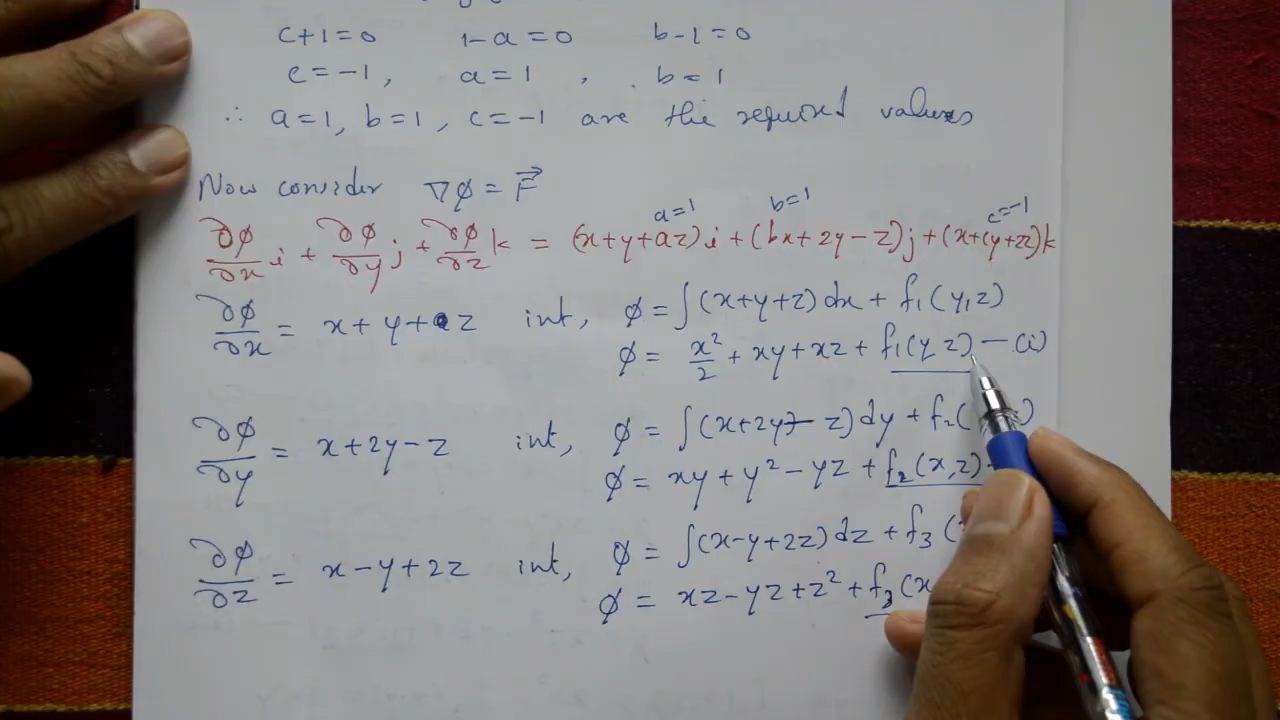 c+1=0 1-a=0 b-1=0
c=-1, a=1, b=1
∴ a=1, b=1, c=-1 are the required values
Now consider ∇φ = F⃗
a=1 b=1 c=-1
∂φ/∂x i + ∂φ/∂y j + ∂φ/∂z k = (x+y+az)i + (bx+2y-z)j + (x+cy+2z)k
∂φ/∂x = x+y+z int, φ = ∫(x+y+z)dx + f₁(y,z)
φ = x²/2 + xy + xz + f₁(y z) — (i)
∂φ/∂y = x+2y-z int, φ = ∫(x+2y-z)dy + f₂(
φ = xy + y² - yz + f₂(x,z) -
∂φ/∂z = x-y+2z int, φ = ∫(x-y+2z)dz + f₃(
φ = xz - yz + z² + f₃(x